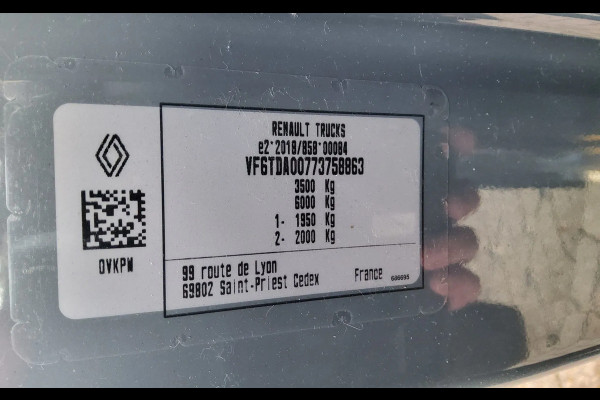 RENAULT TRUCKS
e2*2018/858*00084
VF6TDA00773758863
3500 Kg
6000 Kg
1- 1950 Kg
2- 2000 Kg
OVKPW
99 route de Lyon
69802 Saint-Priest Cedex France
686695